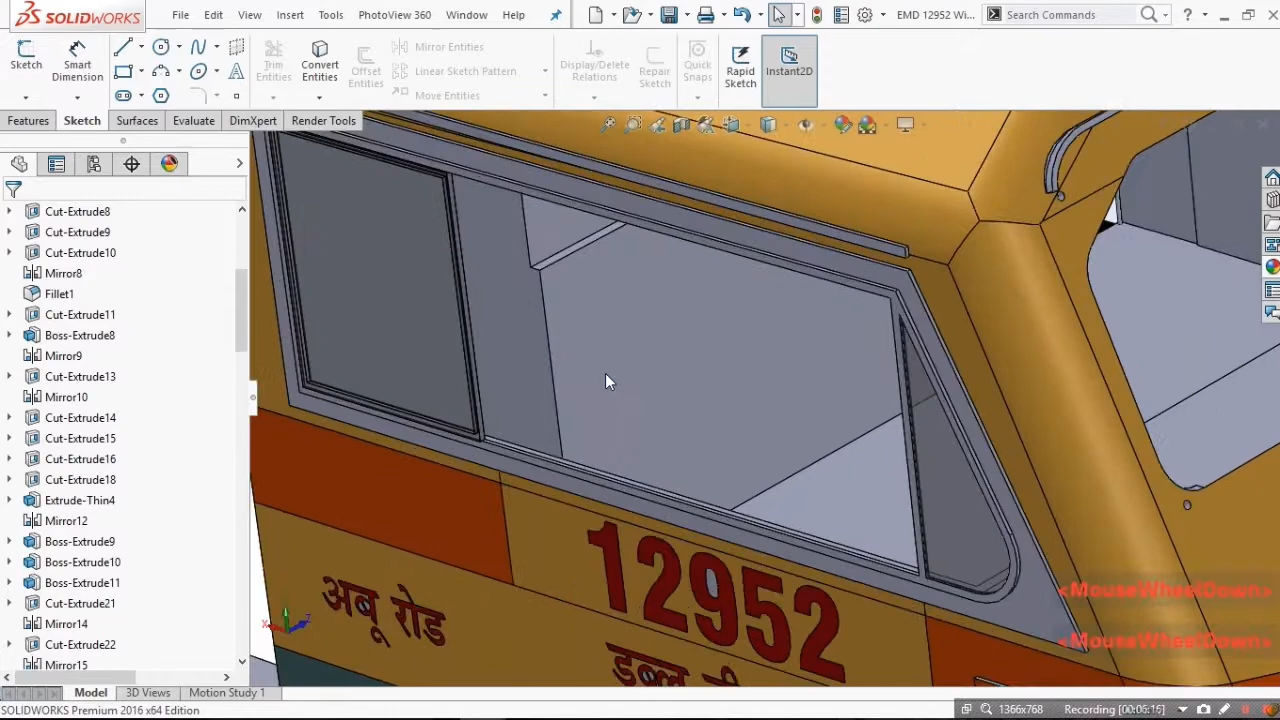 SOLIDWORKS
File Edit View Insert Tools PhotoView 360 Window Help
EMD 12952 Wi...
Search Commands
Sketch
Smart Dimension
Trim Entities
Convert Entities
Offset Entities
Mirror Entities
Linear Sketch Pattern
Move Entities
Display/Delete Relations
Repair Sketch
Quick Snaps
Rapid Sketch
Instant2D
Features Sketch Surfaces Evaluate DimXpert Render Tools
Cut-Extrude8
Cut-Extrude9
Cut-Extrude10
Mirror8
Fillet1
Cut-Extrude11
Boss-Extrude8
Mirror9
Cut-Extrude13
Mirror10
Cut-Extrude14
Cut-Extrude15
Cut-Extrude16
Cut-Extrude18
Extrude-Thin4
Mirror12
Boss-Extrude9
Boss-Extrude10
Boss-Extrude11
Cut-Extrude21
Mirror14
Cut-Extrude22
Mirror15
12952
अबू रोड
<MouseWheelDown>
<MouseWheelDown>
Model 3D Views Motion Study 1
SOLIDWORKS Premium 2016 x64 Edition
1366x768 Recording [00:06:16]